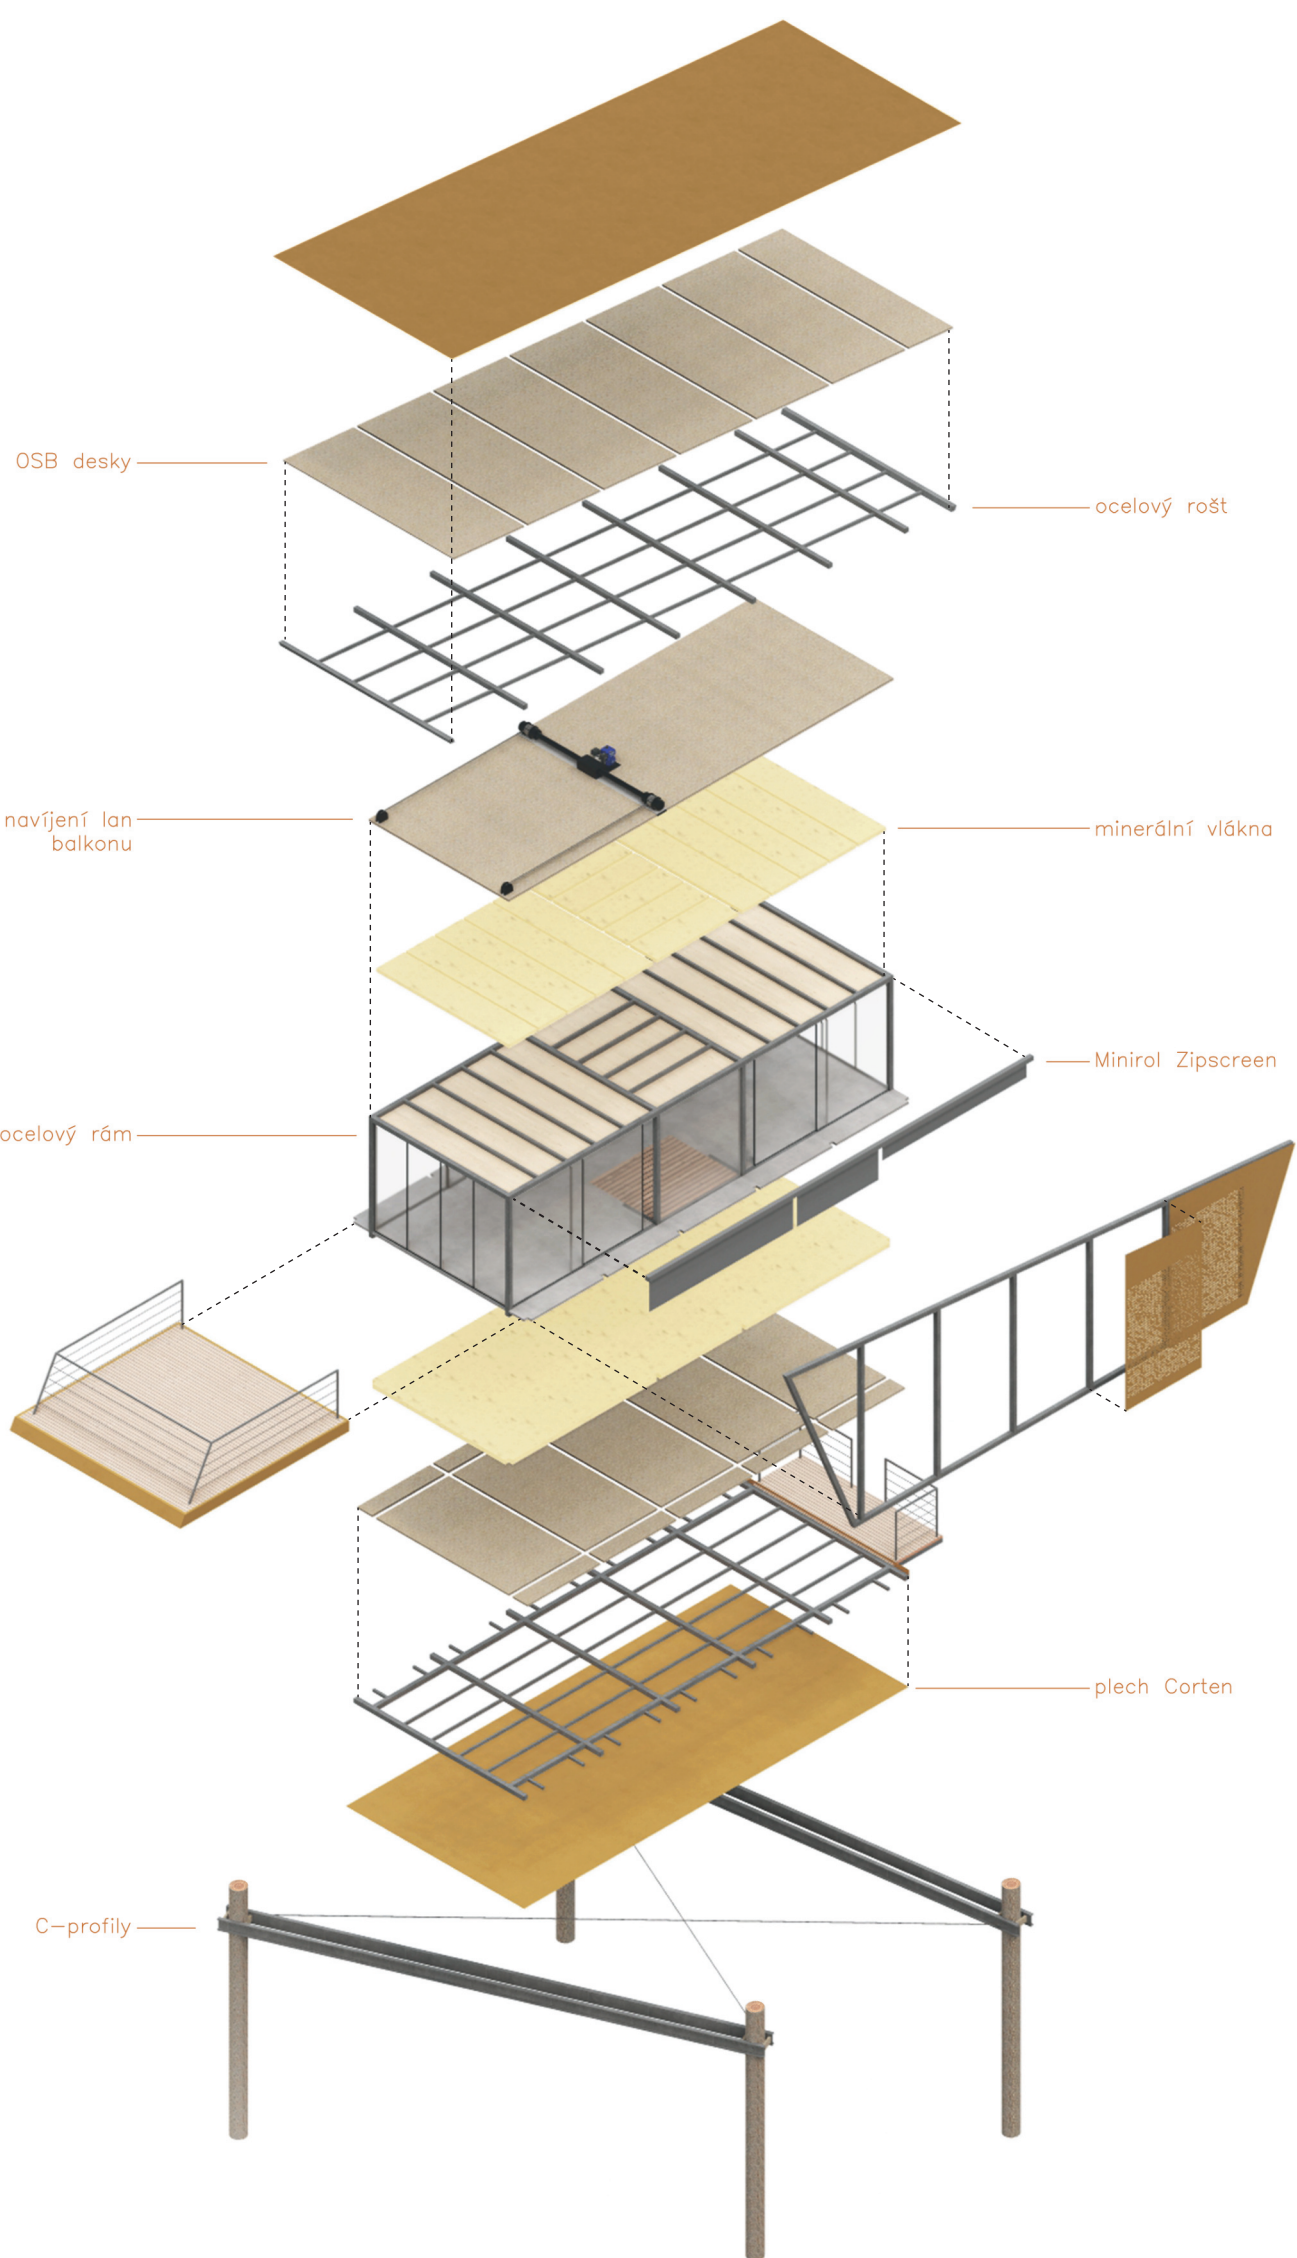 OSB desky
ocelový rošt
navíjení lan
balkonu
minerální vlákna
Minirol Zipscreen
ocelový rám
plech Corten
C-profily